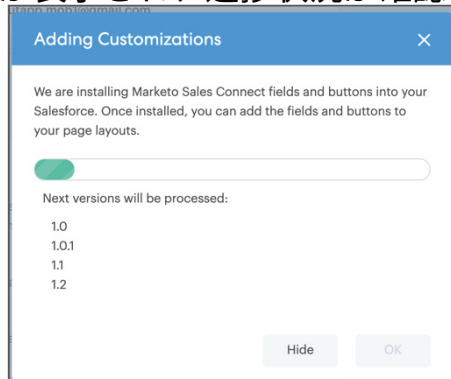 Adding Customizations
We are installing Marketo Sales Connect fields and buttons into your
Salesforce. Once installed, you can add the fields and buttons to
your page layouts.
Next versions will be processed:
1.0
1.0.1
1.1
1.2
Hide
OK